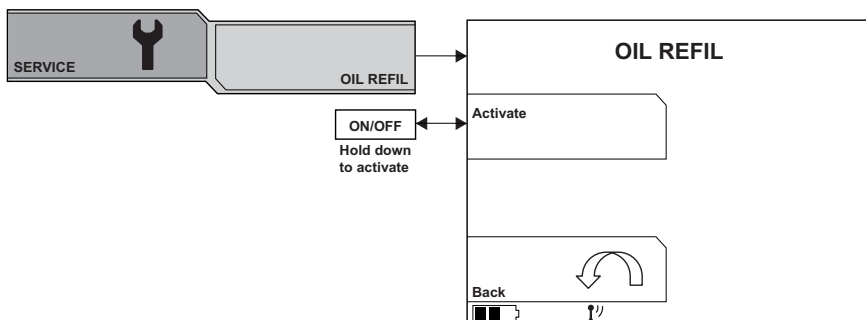 SERVICE
OIL REFIL
OIL REFIL
ON/OFF
Hold down
to activate
Activate
Back